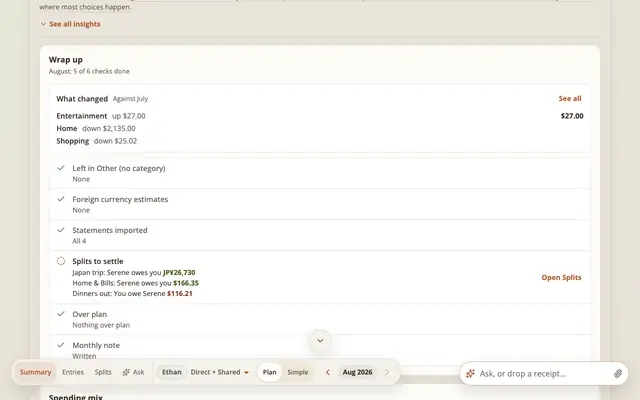 where most choices happen.
See all insights
Wrap up
August: 5 of 6 checks done
What changed Against July See all
Entertainment up $27.00 $27.00
Home down $2,135.00
Shopping down $25.02
Left in Other (no category)
None
Foreign currency estimates
None
Statements imported
All 4
Splits to settle
Japan trip: Serene owes you JP¥26,730
Home & Bills: Serene owes you $166.35
Dinners out: You owe Serene $116.21
Open Splits
Over plan
Nothing over plan
Monthly note
Written
Summary Entries Splits Ask Ethan Direct + Shared Plan Simple Aug 2026 Ask, or drop a receipt...
Spending mix